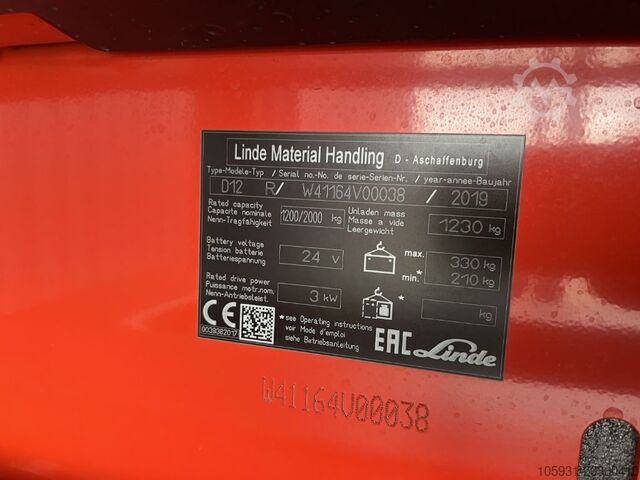 Linde Material Handling D - Aschaffenburg
Type-Modele-Typ / Serial no.-No. de serie-Serien-Nr. / year-annee-Baujahr
D12 R / W41164V00038 / 2019
Rated capacity
Capacite nominale
Nenn-Tragfähigkeit
1200/2000 kg
Unladen mass
Masse a vide
Leergewicht
1230 kg
Battery voltage
Tension batterie
Batteriespannung
24 V
max. 330 kg
min. * 210 kg
Rated drive power
Puissance motr.nom.
Nenn-Antriebsleist.
3 kW
* kg
CE
0039382017
* see Operating instructions
voir Mode d'emploi
siehe Betriebsanleitung
EAC Linde
W41164V00038